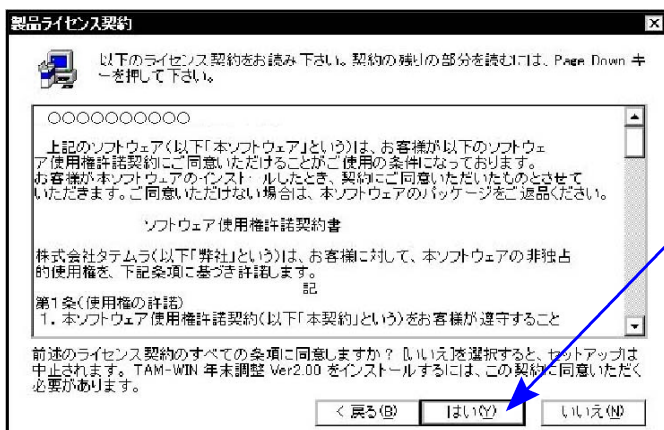 製品ライセンス契約
以下のライセンス契約をお読み下さい。契約の残りの部分を読むには、Page Down キ
ーを押して下さい。
○○○○○○○○○○
上記のソフトウェア(以下「本ソフトウェア」という)は、お客様が以下のソフトウェ
ア使用権許諾契約にご同意いただけることがご使用の条件になっております。
お客様が本ソフトウェアのインストールしたとき、契約にご同意いただいたものとさせて
いただきます。ご同意いただけない場合は、本ソフトウェアのパッケージをご返品ください。
ソフトウェア使用権許諾契約書
株式会社タテムラ(以下「弊社」という)は、お客様に対して、本ソフトウェアの非独占
的使用権を、下記条項に基づき許諾します。
記
第1条(使用権の許諾)
1. 本ソフトウェア使用権許諾契約(以下「本契約」という)をお客様が遵守すること
前述のライセンス契約のすべての条項に同意しますか? [いいえ]を選択すると、セットアップは
中止されます。TAM-WIN 年末調整 Ver2.00 をインストールするには、この契約に同意いただく
必要があります。
< 戻る(B) はい(Y) いいえ(N)